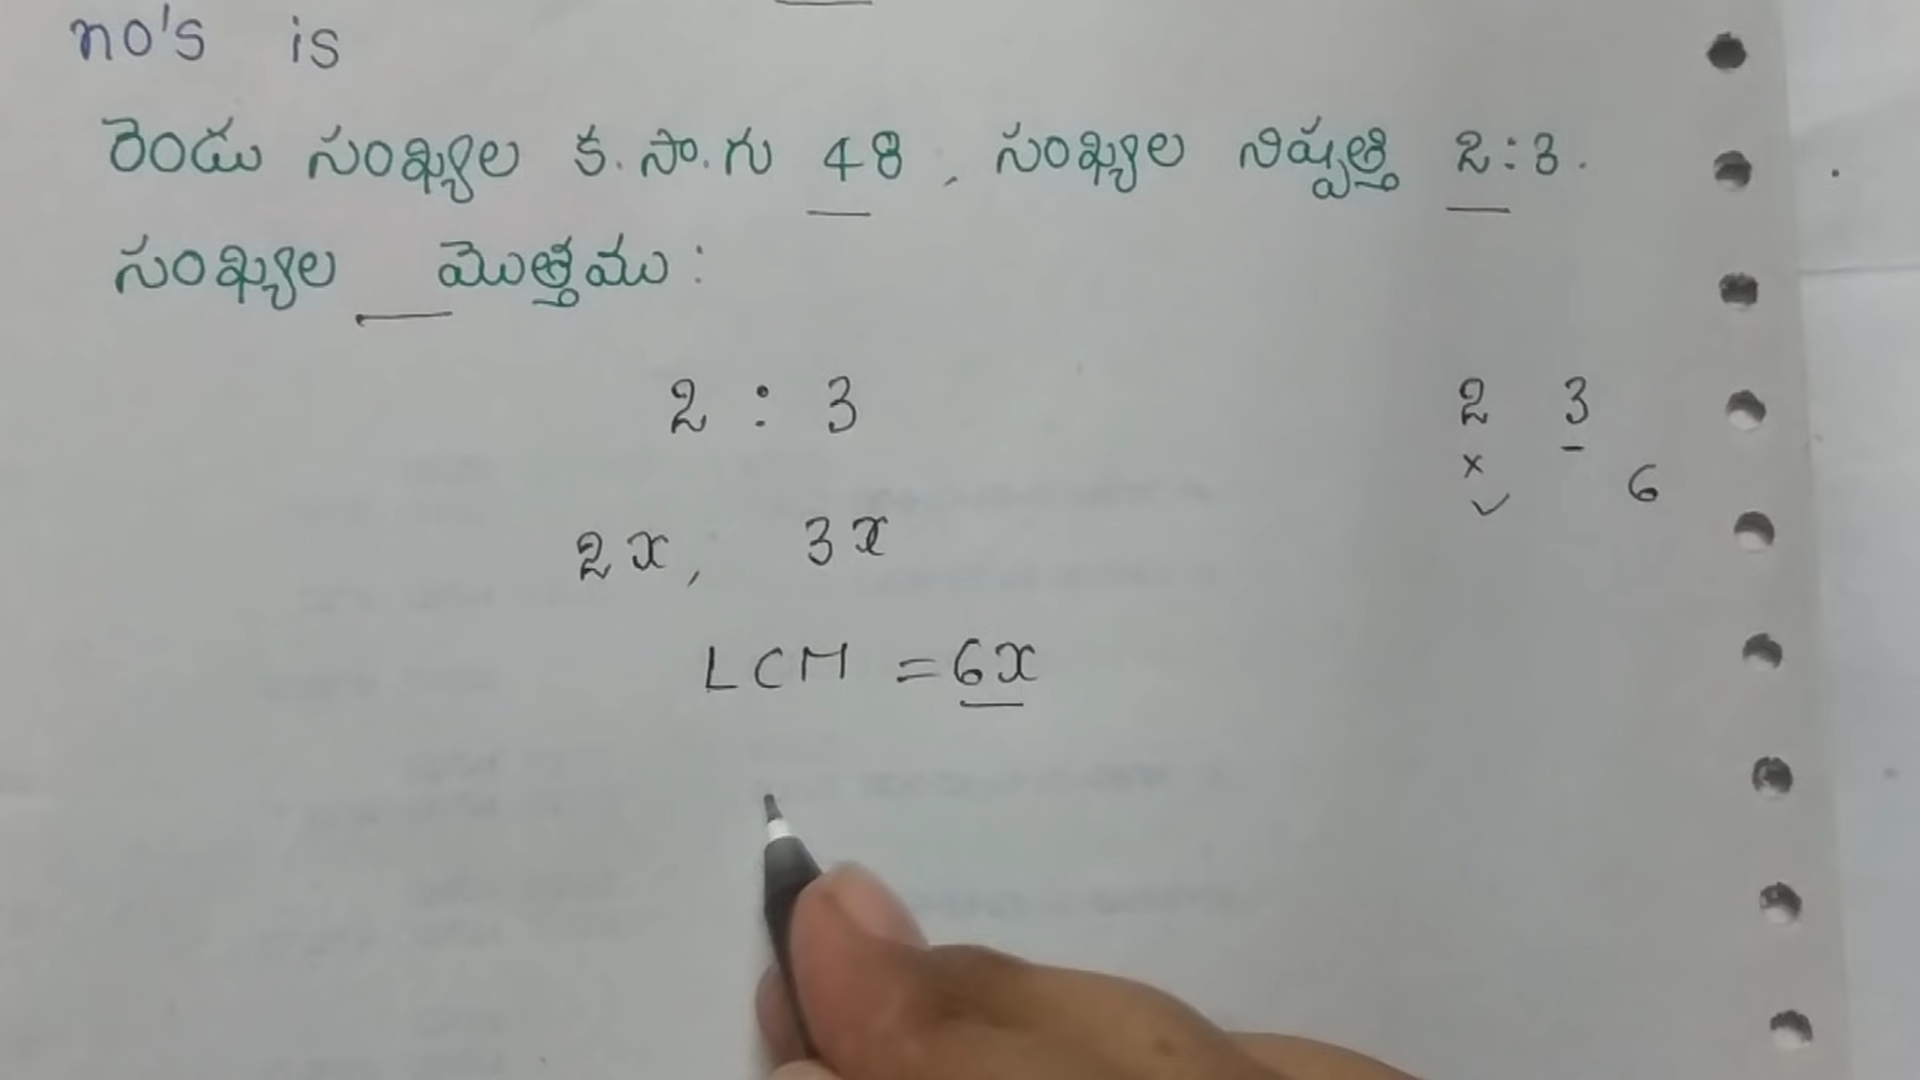 no's is
రెండు సంఖ్యల క.సా.గు 48, సంఖ్యల నిష్పత్తి 2:3.
సంఖ్యల మొత్తము:
2 : 3
2 3
x
6
2x, 3x
LCM = 6x